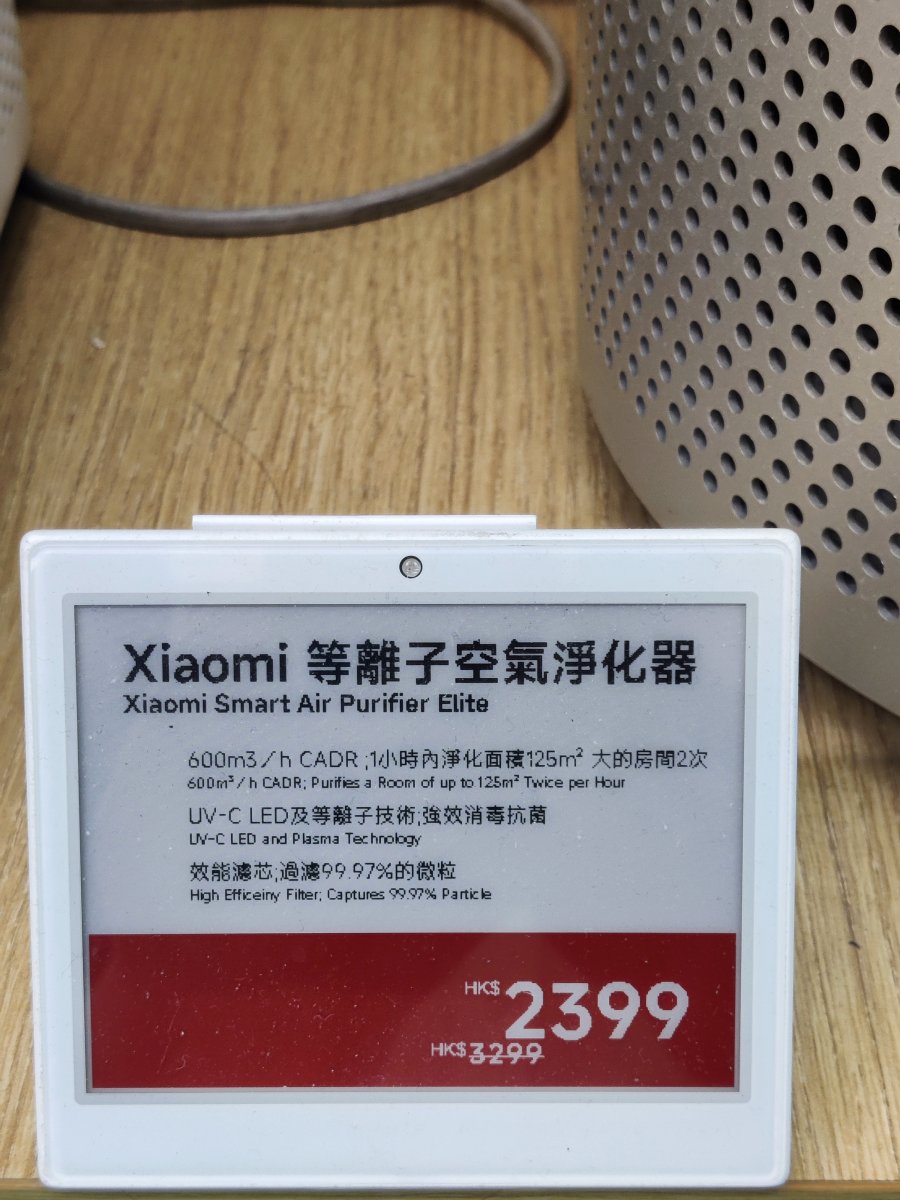 Xiaomi 等離子空氣淨化器
Xiaomi Smart Air Purifier Elite
600m3/h CADR ;1小時內淨化面積125m² 大的房間2次
600m³/h CADR; Purifies a Room of up to 125m² Twice per Hour
UV-C LED及等離子技術;強效消毒抗菌
UV-C LED and Plasma Technology
效能濾芯;過濾99.97%的微粒
High Efficeiny Filter; Captures 99.97% Particle
HK$ 2399
HK$ 3299